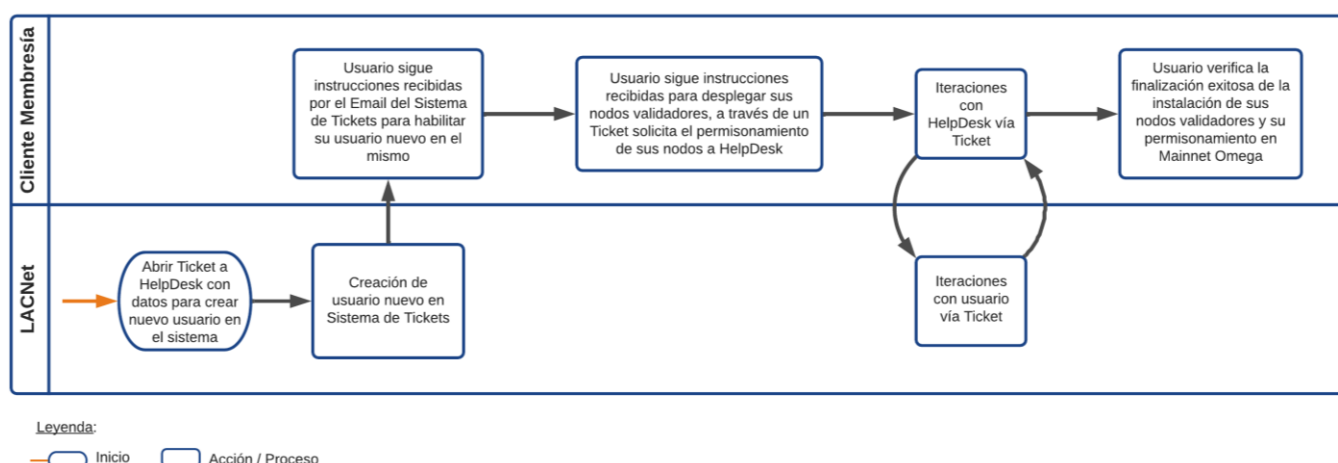 Cliente Membresía
Usuario sigue
instrucciones recibidas
por el Email del Sistema
de Tickets para habilitar
su usuario nuevo en el
mismo
Usuario sigue instrucciones
recibidas para desplegar sus
nodos validadores, a través de un
Ticket solicita el permisonamiento
de sus nodos a HelpDesk
Iteraciones
con
HelpDesk vía
Ticket
Usuario verifica la
finalización exitosa de la
instalación de sus
nodos validadores y su
permisonamiento en
Mainnet Omega
LACNet
Abrir Ticket a
HelpDesk con
datos para crear
nuevo usuario en
el sistema
Creación de
usuario nuevo en
Sistema de Tickets
Iteraciones
con usuario
vía Ticket
Leyenda:
Inicio
Acción / Proceso